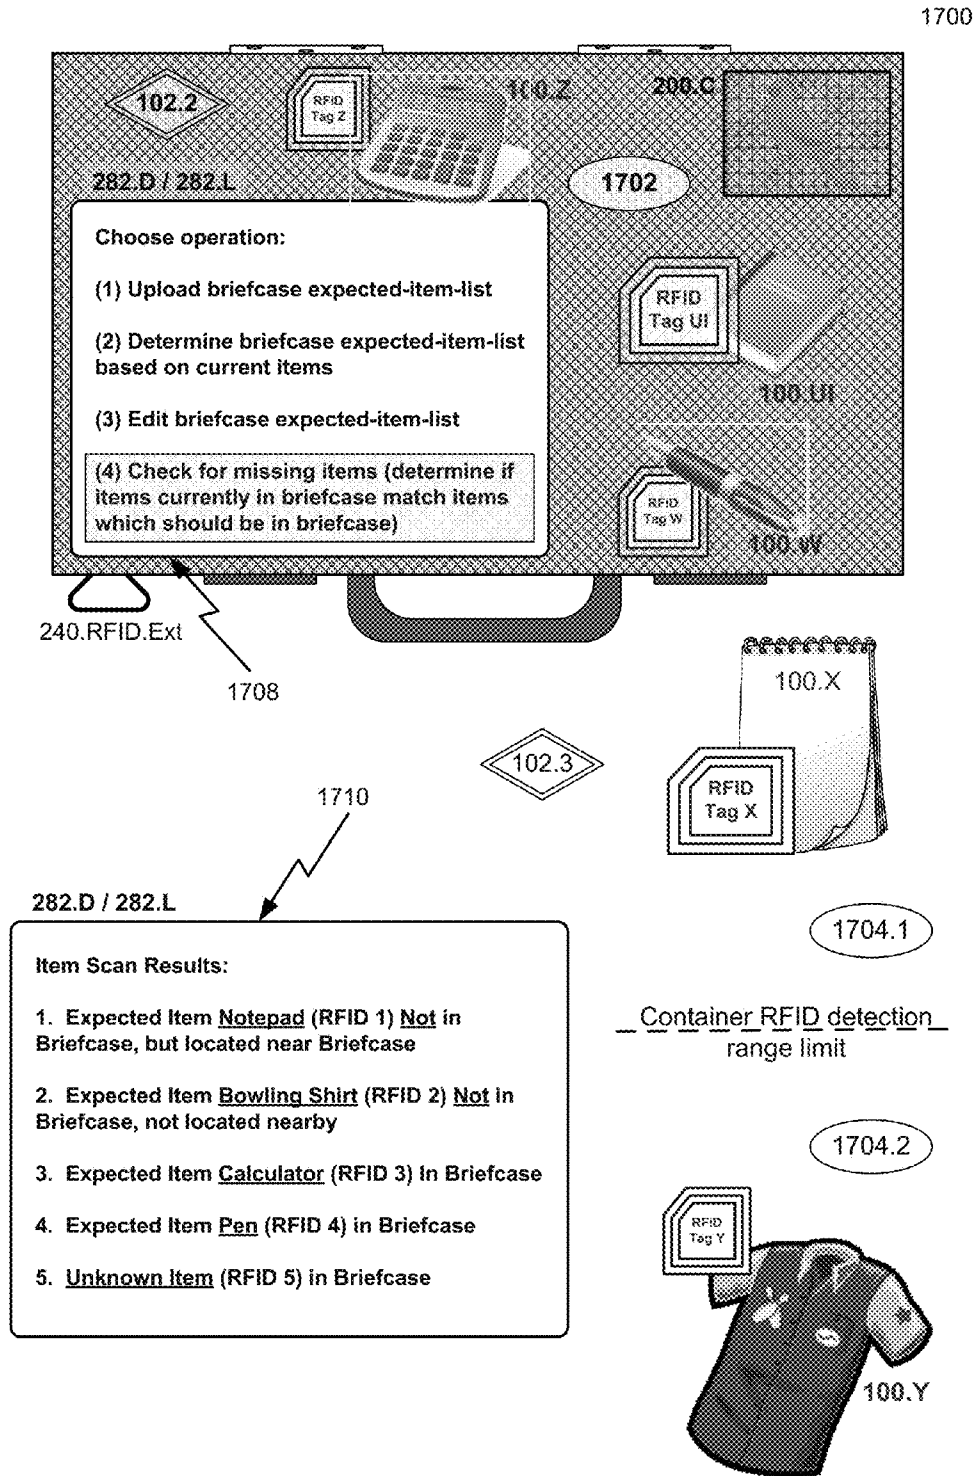 1700
102.2
RFID
Tag Z
100.Z
200.C
282.D / 282.L
1702
Choose operation:
(1) Upload briefcase expected-item-list
(2) Determine briefcase expected-item-list
based on current items
(3) Edit briefcase expected-item-list
(4) Check for missing items (determine if
items currently in briefcase match items
which should be in briefcase)
RFID
Tag UI
100.UI
RFID
Tag W
100.W
240.RFID.Ext
1708
100.X
102.3
RFID
Tag X
1710
282.D / 282.L
Item Scan Results:
1. Expected Item Notepad (RFID 1) Not in
Briefcase, but located near Briefcase
2. Expected Item Bowling Shirt (RFID 2) Not in
Briefcase, not located nearby
3. Expected Item Calculator (RFID 3) In Briefcase
4. Expected Item Pen (RFID 4) in Briefcase
5. Unknown Item (RFID 5) in Briefcase
1704.1
Container RFID detection
range limit
1704.2
RFID
Tag Y
100.Y